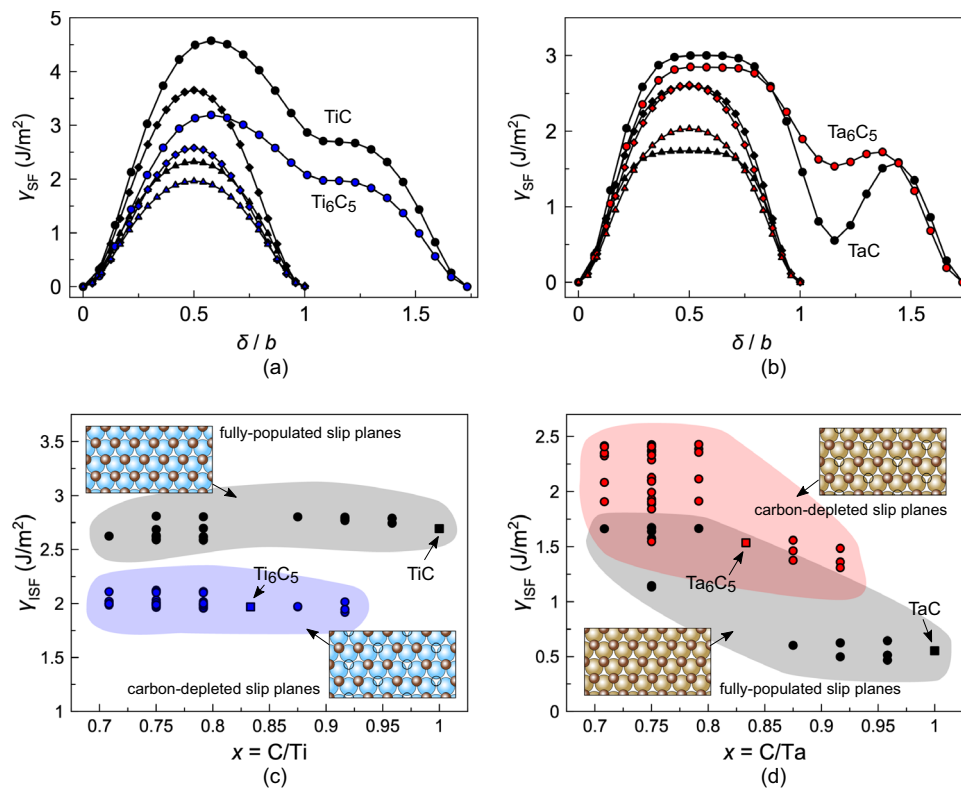 5
4
3
2
1
0
γSF (J/m²)
TiC
Ti₆C₅
0
0.5
1
1.5
δ / b
(a)
3
2
1
0
γSF (J/m²)
Ta₆C₅
TaC
0
0.5
1
1.5
δ / b
(b)
3.5
3
2.5
2
1.5
1
γISF (J/m²)
fully-populated slip planes
TiC
Ti₆C₅
carbon-depleted slip planes
0.7 0.75 0.8 0.85 0.9 0.95 1
x = C/Ti
(c)
2.5
2
1.5
1
0.5
0
γISF (J/m²)
carbon-depleted slip planes
Ta₆C₅
TaC
fully-populated slip planes
0.7 0.75 0.8 0.85 0.9 0.95 1
x = C/Ta
(d)